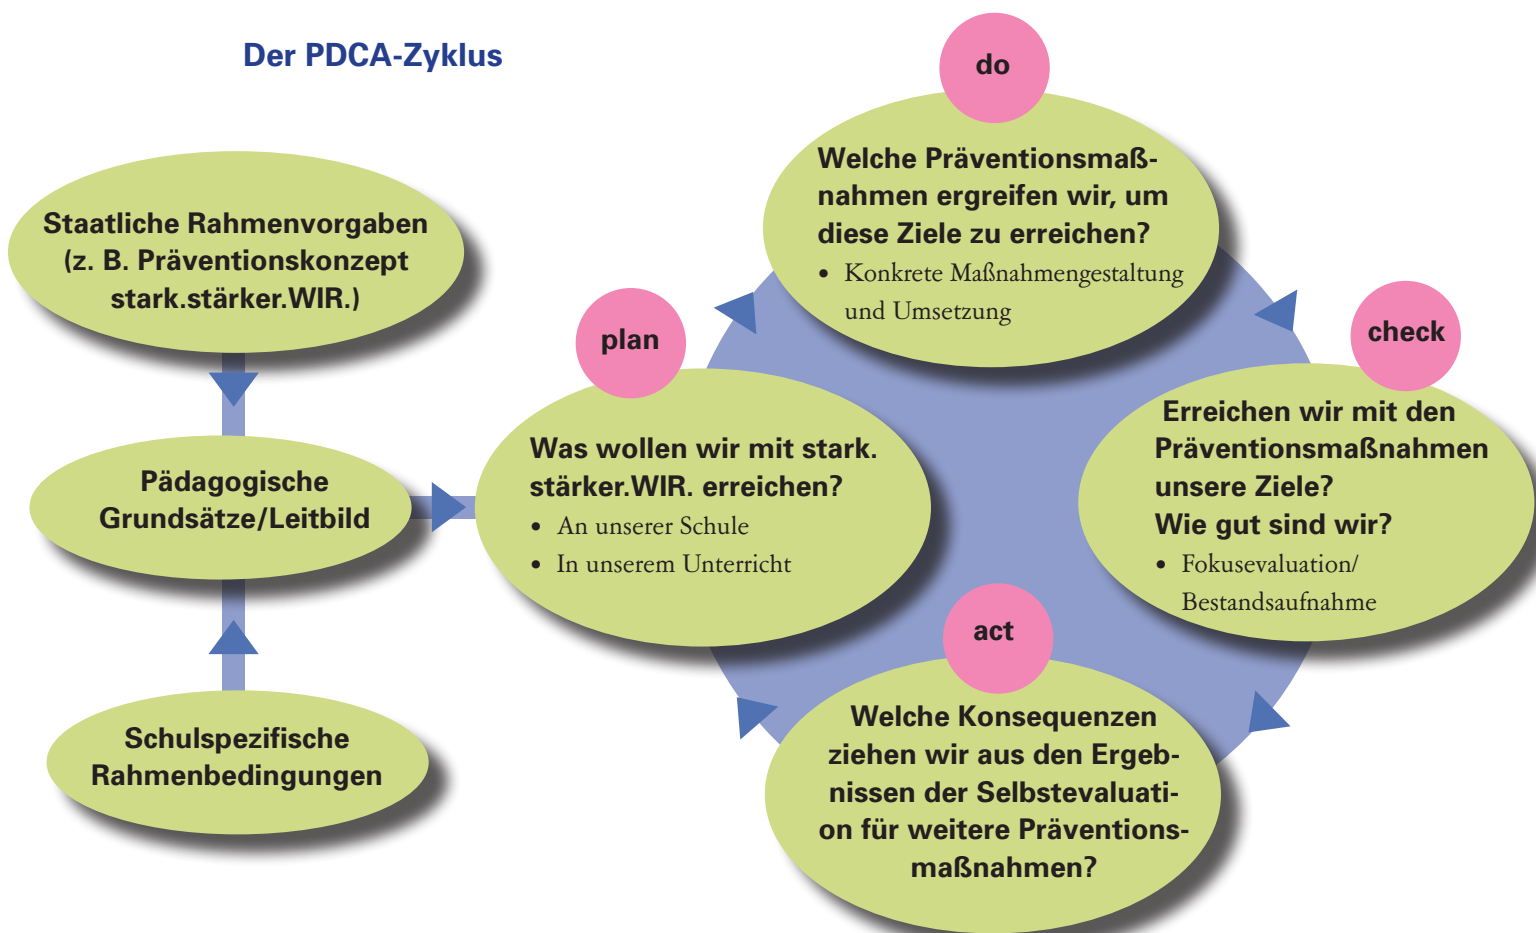 Der PDCA-Zyklus
Staatliche Rahmenvorgaben
(z. B. Präventionskonzept
stark.stärker.WIR.)
Pädagogische
Grundsätze/Leitbild
Schulspezifische
Rahmenbedingungen
plan
Was wollen wir mit stark.
stärker.WIR. erreichen?
• An unserer Schule
• In unserem Unterricht
do
Welche Präventionsmaß-
nahmen ergreifen wir, um
diese Ziele zu erreichen?
• Konkrete Maßnahmengestaltung
und Umsetzung
check
Erreichen wir mit den
Präventionsmaßnahmen
unsere Ziele?
Wie gut sind wir?
• Fokusevaluation/
Bestandsaufnahme
act
Welche Konsequenzen
ziehen wir aus den Ergeb-
nissen der Selbstevaluati-
on für weitere Präventions-
maßnahmen?